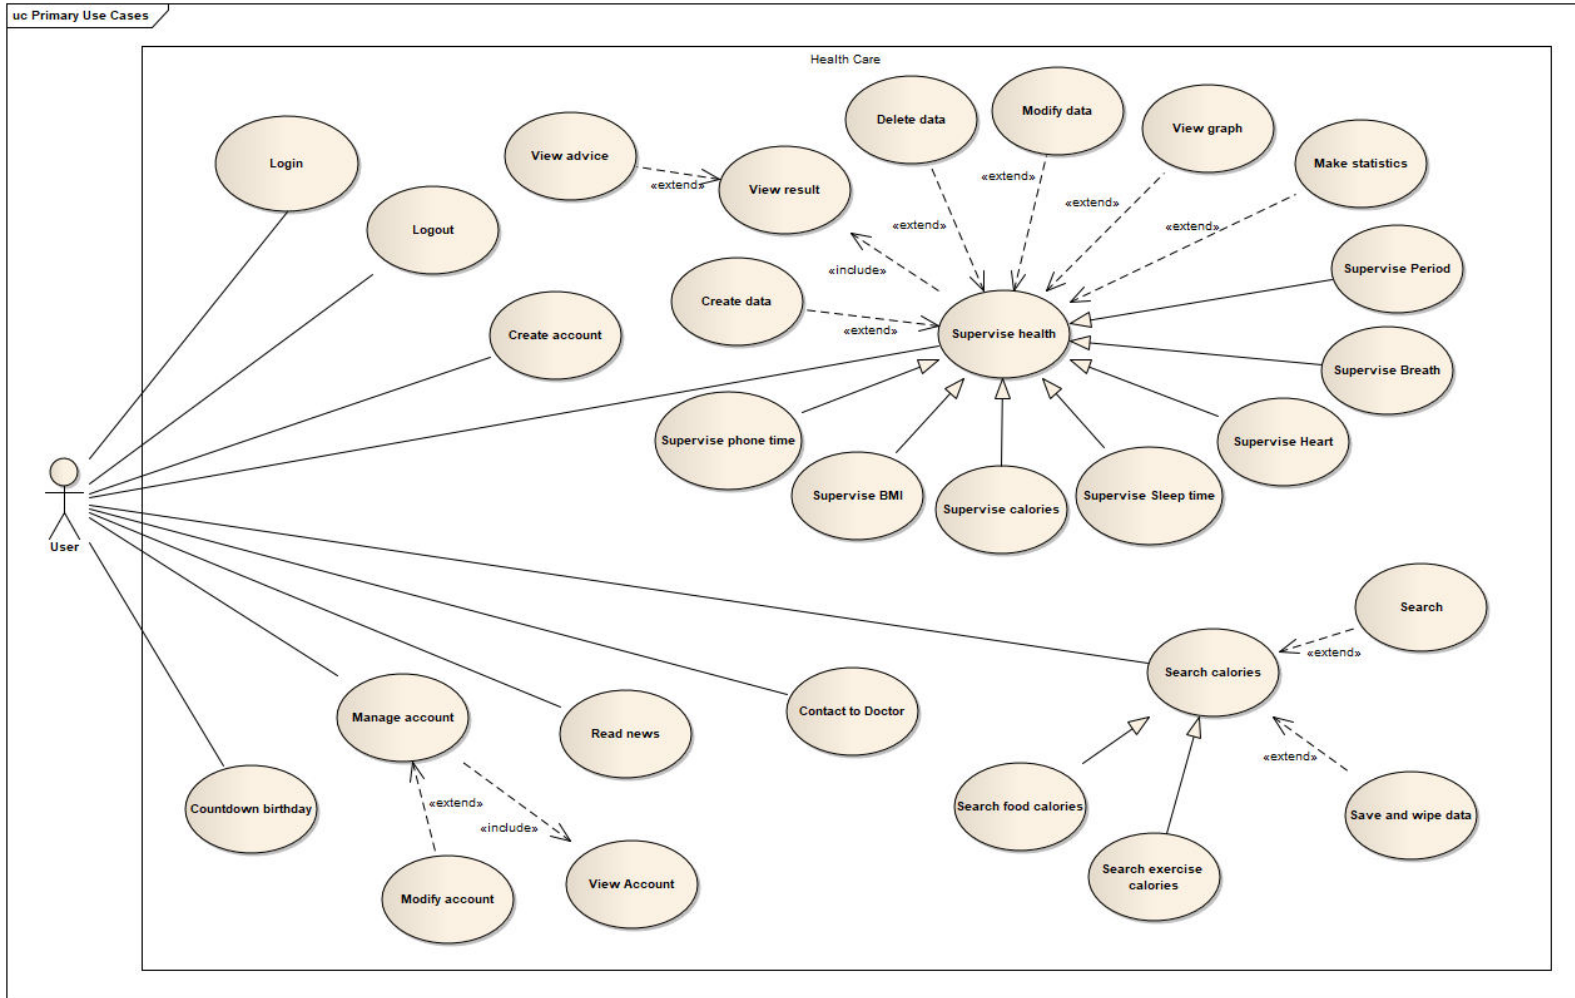 uc Primary Use Cases
Health Care
Login
Logout
Create account
View advice
«extend»
View result
Delete data
Modify data
View graph
Make statistics
«extend»
«extend»
«extend»
«extend»
«include»
Create data
«extend»
Supervise health
Supervise Period
Supervise Breath
Supervise Heart
Supervise phone time
Supervise BMI
Supervise calories
Supervise Sleep time
User
Search
«extend»
Search calories
Manage account
Read news
Contact to Doctor
«extend»
Countdown birthday
«extend»
«include»
Modify account
View Account
Search food calories
Search exercise
calories
Save and wipe data